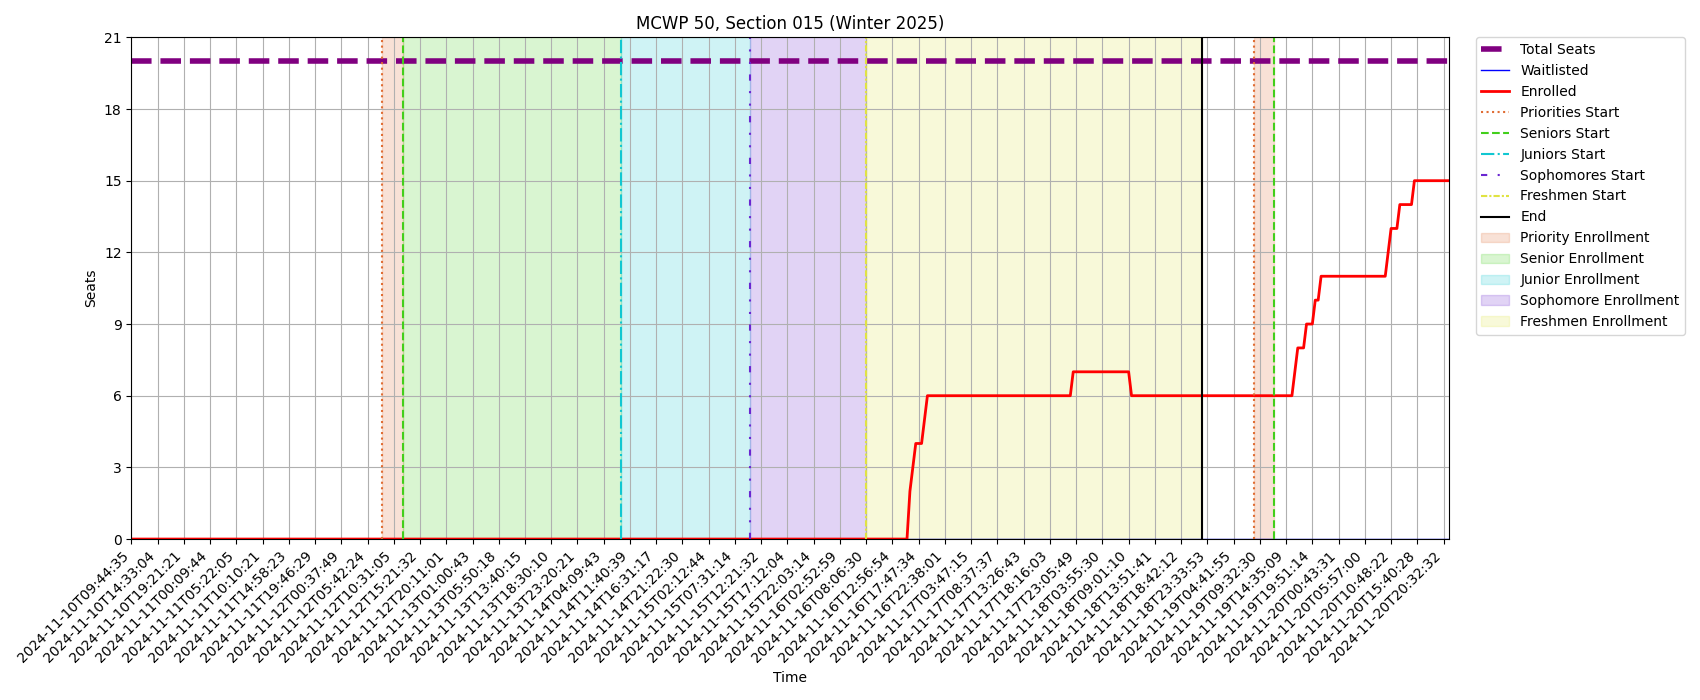 MCWP 50, Section 015 (Winter 2025)
21
18
15
12
9
6
3
0
Seats
2024-11-10T09:44:35
2024-11-10T14:33:04
2024-11-10T19:21:21
2024-11-11T00:09:44
2024-11-11T05:22:05
2024-11-11T10:10:21
2024-11-11T14:58:23
2024-11-11T19:46:29
2024-11-12T00:37:49
2024-11-12T05:42:24
2024-11-12T10:31:05
2024-11-12T15:21:32
2024-11-12T20:11:01
2024-11-13T01:00:43
2024-11-13T05:50:18
2024-11-13T13:40:15
2024-11-13T18:30:10
2024-11-13T23:20:21
2024-11-14T04:09:43
2024-11-14T11:40:39
2024-11-14T16:31:17
2024-11-14T21:22:30
2024-11-15T02:12:44
2024-11-15T07:31:14
2024-11-15T12:21:32
2024-11-15T17:12:04
2024-11-15T22:03:14
2024-11-16T02:52:59
2024-11-16T08:06:30
2024-11-16T12:56:54
2024-11-16T17:47:34
2024-11-16T22:38:01
2024-11-17T03:47:15
2024-11-17T08:37:37
2024-11-17T13:26:43
2024-11-17T18:16:03
2024-11-17T23:05:49
2024-11-18T03:55:30
2024-11-18T09:01:10
2024-11-18T13:51:41
2024-11-18T18:42:12
2024-11-18T23:33:53
2024-11-19T04:41:55
2024-11-19T09:32:30
2024-11-19T14:35:09
2024-11-19T19:51:14
2024-11-20T00:43:31
2024-11-20T05:57:00
2024-11-20T10:48:22
2024-11-20T15:40:28
2024-11-20T20:32:32
Time
Total Seats
Waitlisted
Enrolled
Priorities Start
Seniors Start
Juniors Start
Sophomores Start
Freshmen Start
End
Priority Enrollment
Senior Enrollment
Junior Enrollment
Sophomore Enrollment
Freshmen Enrollment